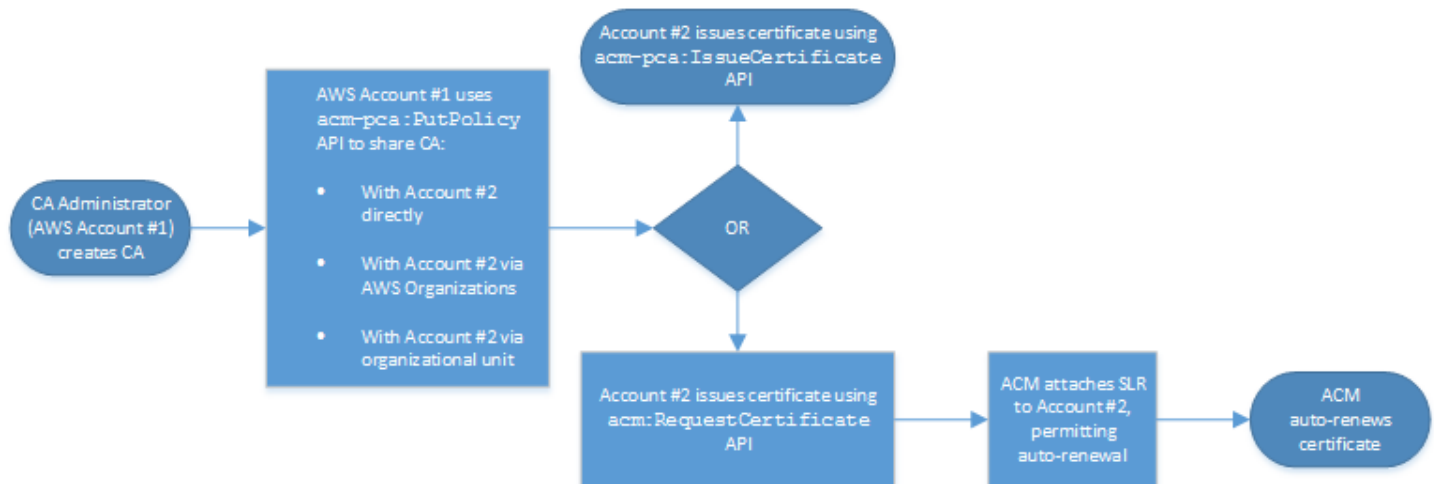 CA Administrator
(AWS Account #1)
creates CA
AWS Account #1 uses
acm-pca:PutPolicy
API to share CA:
• With Account #2
directly
• With Account #2 via
AWS Organizations
• With Account #2 via
organizational unit
OR
Account #2 issues certificate using
acm-pca:IssueCertificate
API
Account #2 issues certificate using
acm:RequestCertificate
API
ACM attaches SLR
to Account #2,
permitting
auto-renewal
ACM
auto-renews
certificate